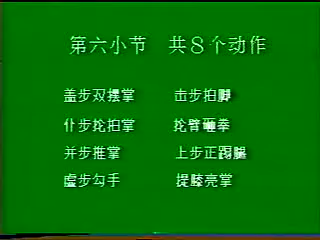 第六小节 共8个动作
盖步双摆掌 击步拍脚
仆步抡拍掌 抡臂砸拳
并步推掌 上步正踢腿
虚步勾手 提膝亮掌